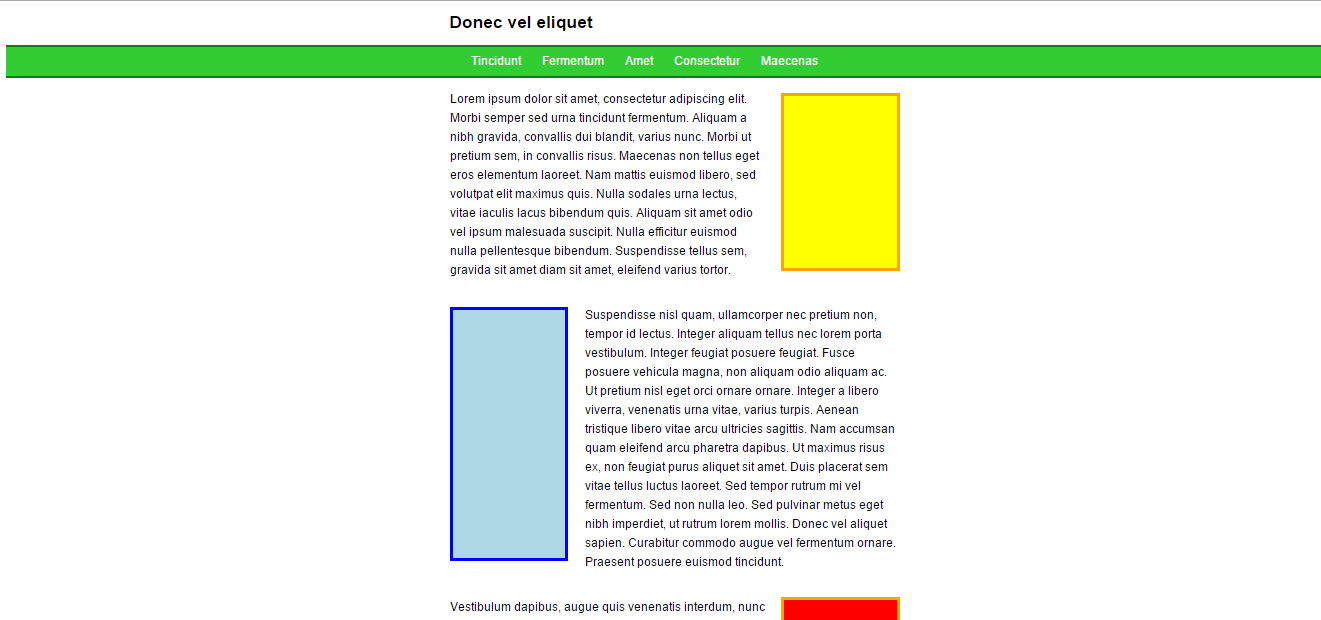 Donec vel eliquet
Tincidunt Fermentum Amet Consectetur Maecenas
Lorem ipsum dolor sit amet, consectetur adipiscing elit.
Morbi semper sed urna tincidunt fermentum. Aliquam a
nibh gravida, convallis dui blandit, varius nunc. Morbi ut
pretium sem, in convallis risus. Maecenas non tellus eget
eros elementum laoreet. Nam mattis euismod libero, sed
volutpat elit maximus quis. Nulla sodales urna lectus,
vitae iaculis lacus bibendum quis. Aliquam sit amet odio
vel ipsum malesuada suscipit. Nulla efficitur euismod
nulla pellentesque bibendum. Suspendisse tellus sem,
gravida sit amet diam sit amet, eleifend varius tortor.
Suspendisse nisl quam, ullamcorper nec pretium non,
tempor id lectus. Integer aliquam tellus nec lorem porta
vestibulum. Integer feugiat posuere feugiat. Fusce
posuere vehicula magna, non aliquam odio aliquam ac.
Ut pretium nisl eget orci ornare ornare. Integer a libero
viverra, venenatis urna vitae, varius turpis. Aenean
tristique libero vitae arcu ultricies sagittis. Nam accumsan
quam eleifend arcu pharetra dapibus. Ut maximus risus
ex, non feugiat purus aliquet sit amet. Duis placerat sem
vitae tellus luctus laoreet. Sed tempor rutrum mi vel
fermentum. Sed non nulla leo. Sed pulvinar metus eget
nibh imperdiet, ut rutrum lorem mollis. Donec vel aliquet
sapien. Curabitur commodo augue vel fermentum ornare.
Praesent posuere euismod tincidunt.
Vestibulum dapibus, augue quis venenatis interdum, nunc